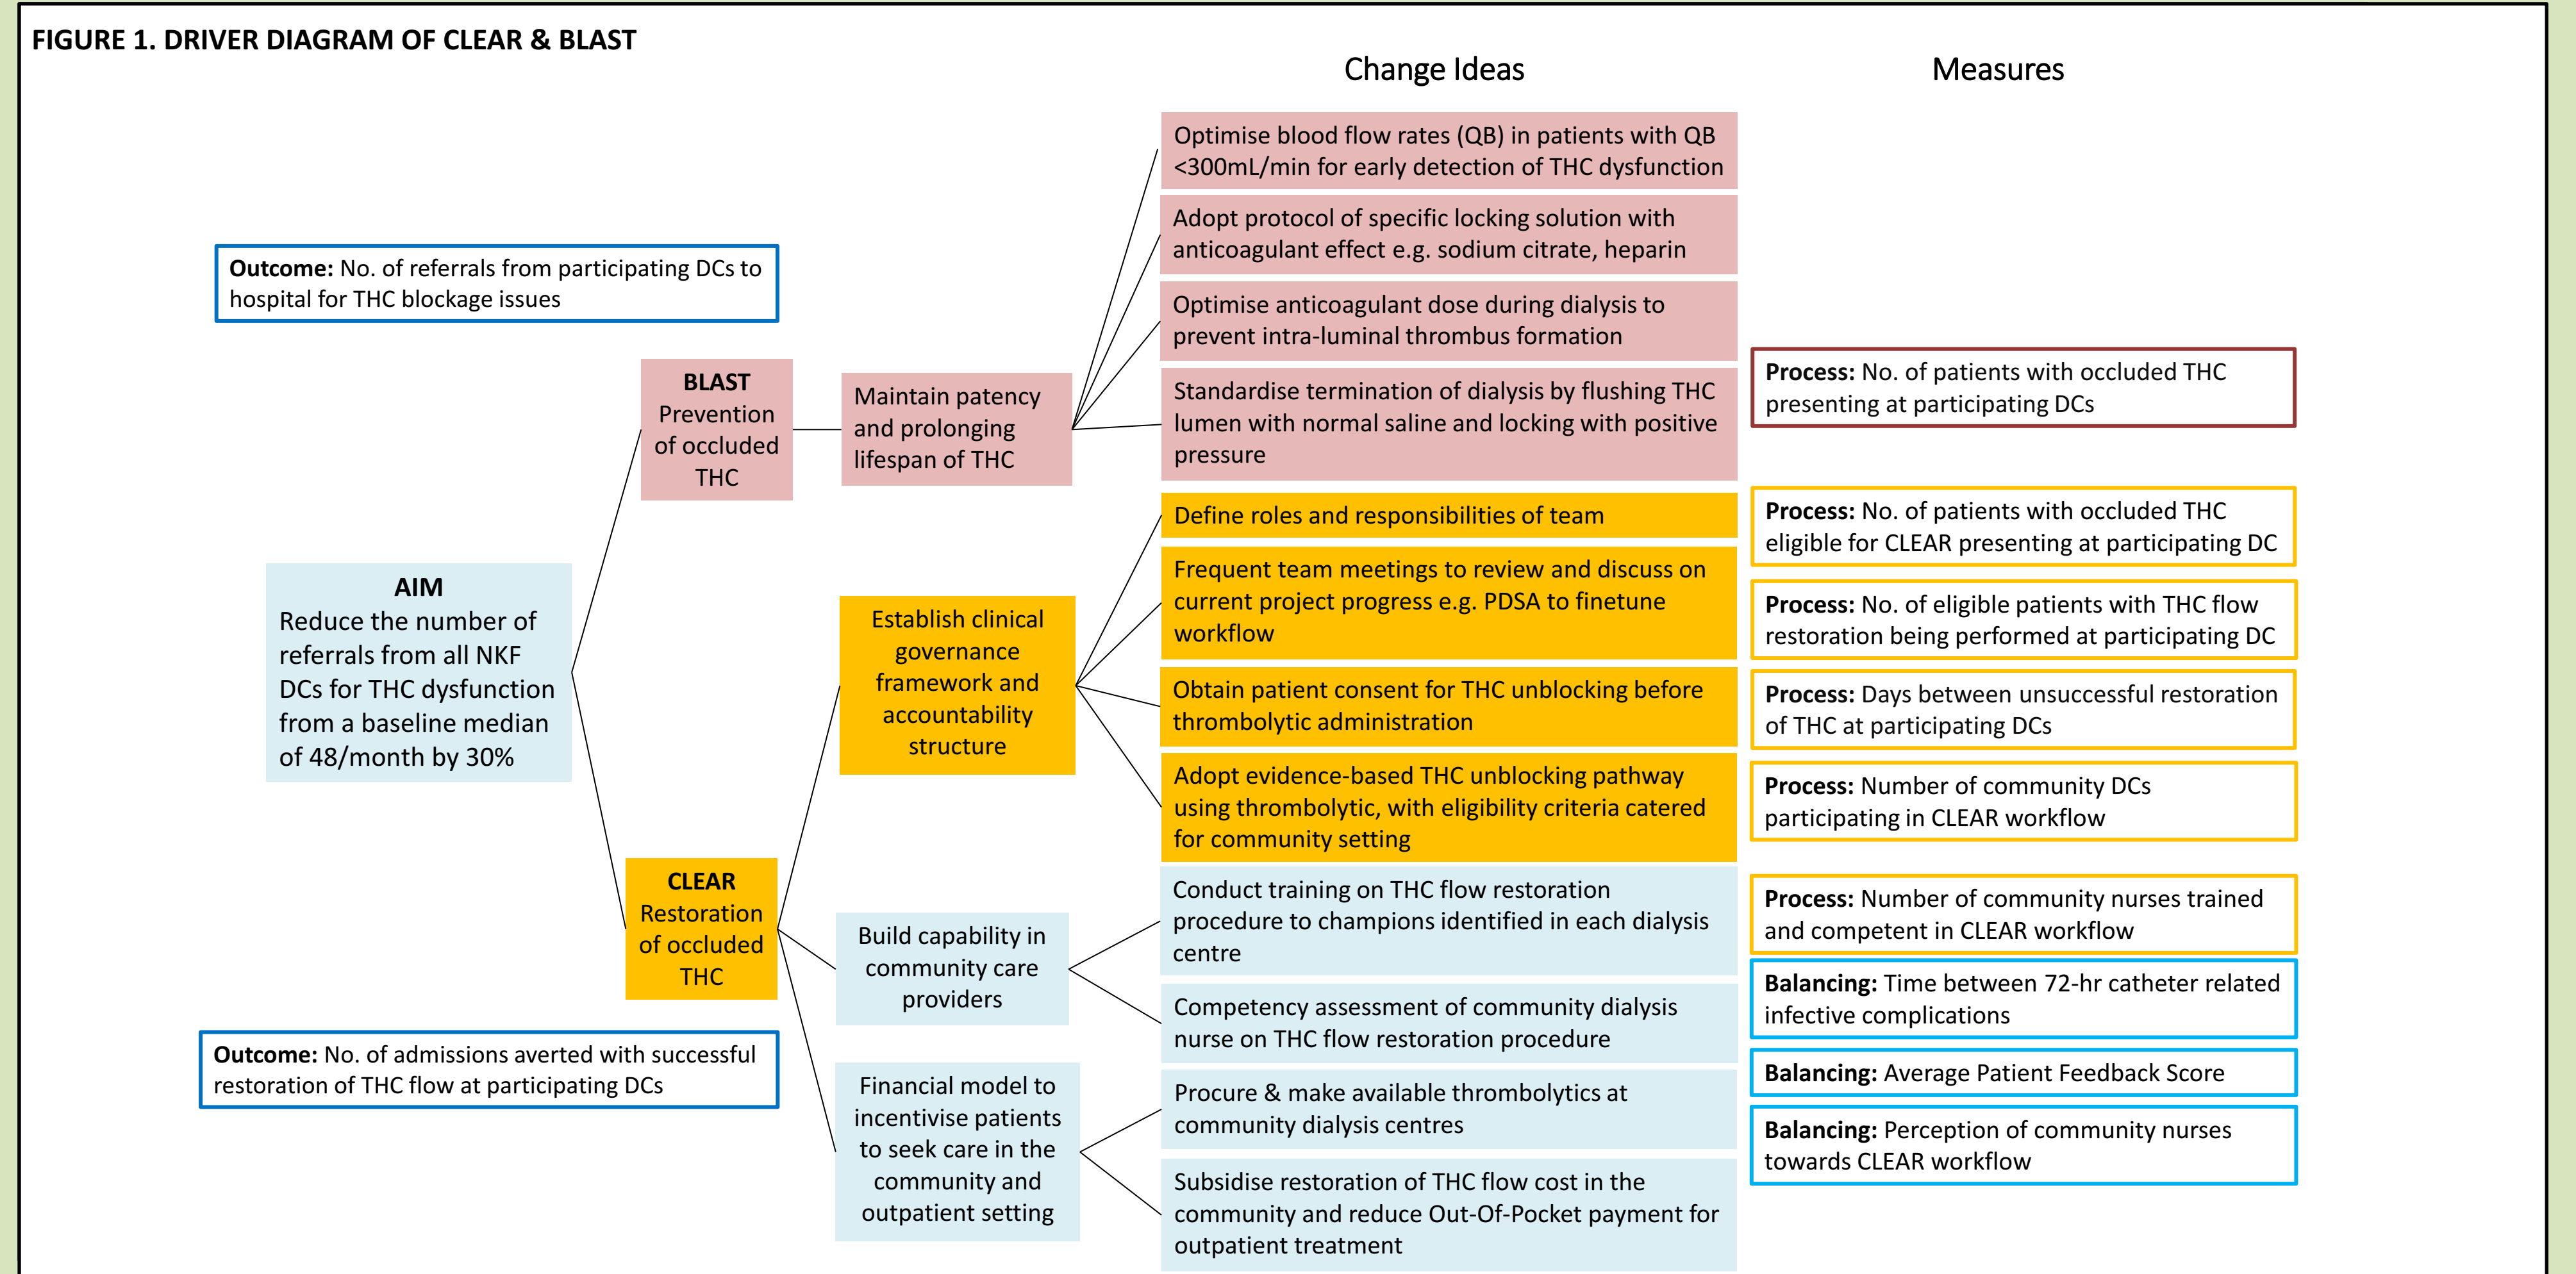 FIGURE 1. DRIVER DIAGRAM OF CLEAR & BLAST
Change Ideas
Measures
Outcome: No. of referrals from participating DCs to
hospital for THC blockage issues
AIM
Reduce the number of
referrals from all NKF
DCs for THC dysfunction
from a baseline median
of 48/month by 30%
Outcome: No. of admissions averted with successful
restoration of THC flow at participating DCs
BLAST
Prevention
of occluded
THC
CLEAR
Restoration
of occluded
THC
Maintain patency
and prolonging
lifespan of THC
Establish clinical
governance
framework and
accountability
structure
Build capability in
community care
providers
Financial model to
incentivise patients
to seek care in the
community and
outpatient setting
Optimise blood flow rates (QB) in patients with QB
<300mL/min for early detection of THC dysfunction
Adopt protocol of specific locking solution with
anticoagulant effect e.g. sodium citrate, heparin
Optimise anticoagulant dose during dialysis to
prevent intra-luminal thrombus formation
Standardise termination of dialysis by flushing THC
lumen with normal saline and locking with positive
pressure
Define roles and responsibilities of team
Frequent team meetings to review and discuss on
current project progress e.g. PDSA to finetune
workflow
Obtain patient consent for THC unblocking before
thrombolytic administration
Adopt evidence-based THC unblocking pathway
using thrombolytic, with eligibility criteria catered
for community setting
Conduct training on THC flow restoration
procedure to champions identified in each dialysis
centre
Competency assessment of community dialysis
nurse on THC flow restoration procedure
Procure & make available thrombolytics at
community dialysis centres
Subsidise restoration of THC flow cost in the
community and reduce Out-Of-Pocket payment for
outpatient treatment
Process: No. of patients with occluded THC
presenting at participating DCs
Process: No. of patients with occluded THC
eligible for CLEAR presenting at participating DC
Process: No. of eligible patients with THC flow
restoration being performed at participating DC
Process: Days between unsuccessful restoration
of THC at participating DCs
Process: Number of community DCs
participating in CLEAR workflow
Process: Number of community nurses trained
and competent in CLEAR workflow
Balancing: Time between 72-hr catheter related
infective complications
Balancing: Average Patient Feedback Score
Balancing: Perception of community nurses
towards CLEAR workflow